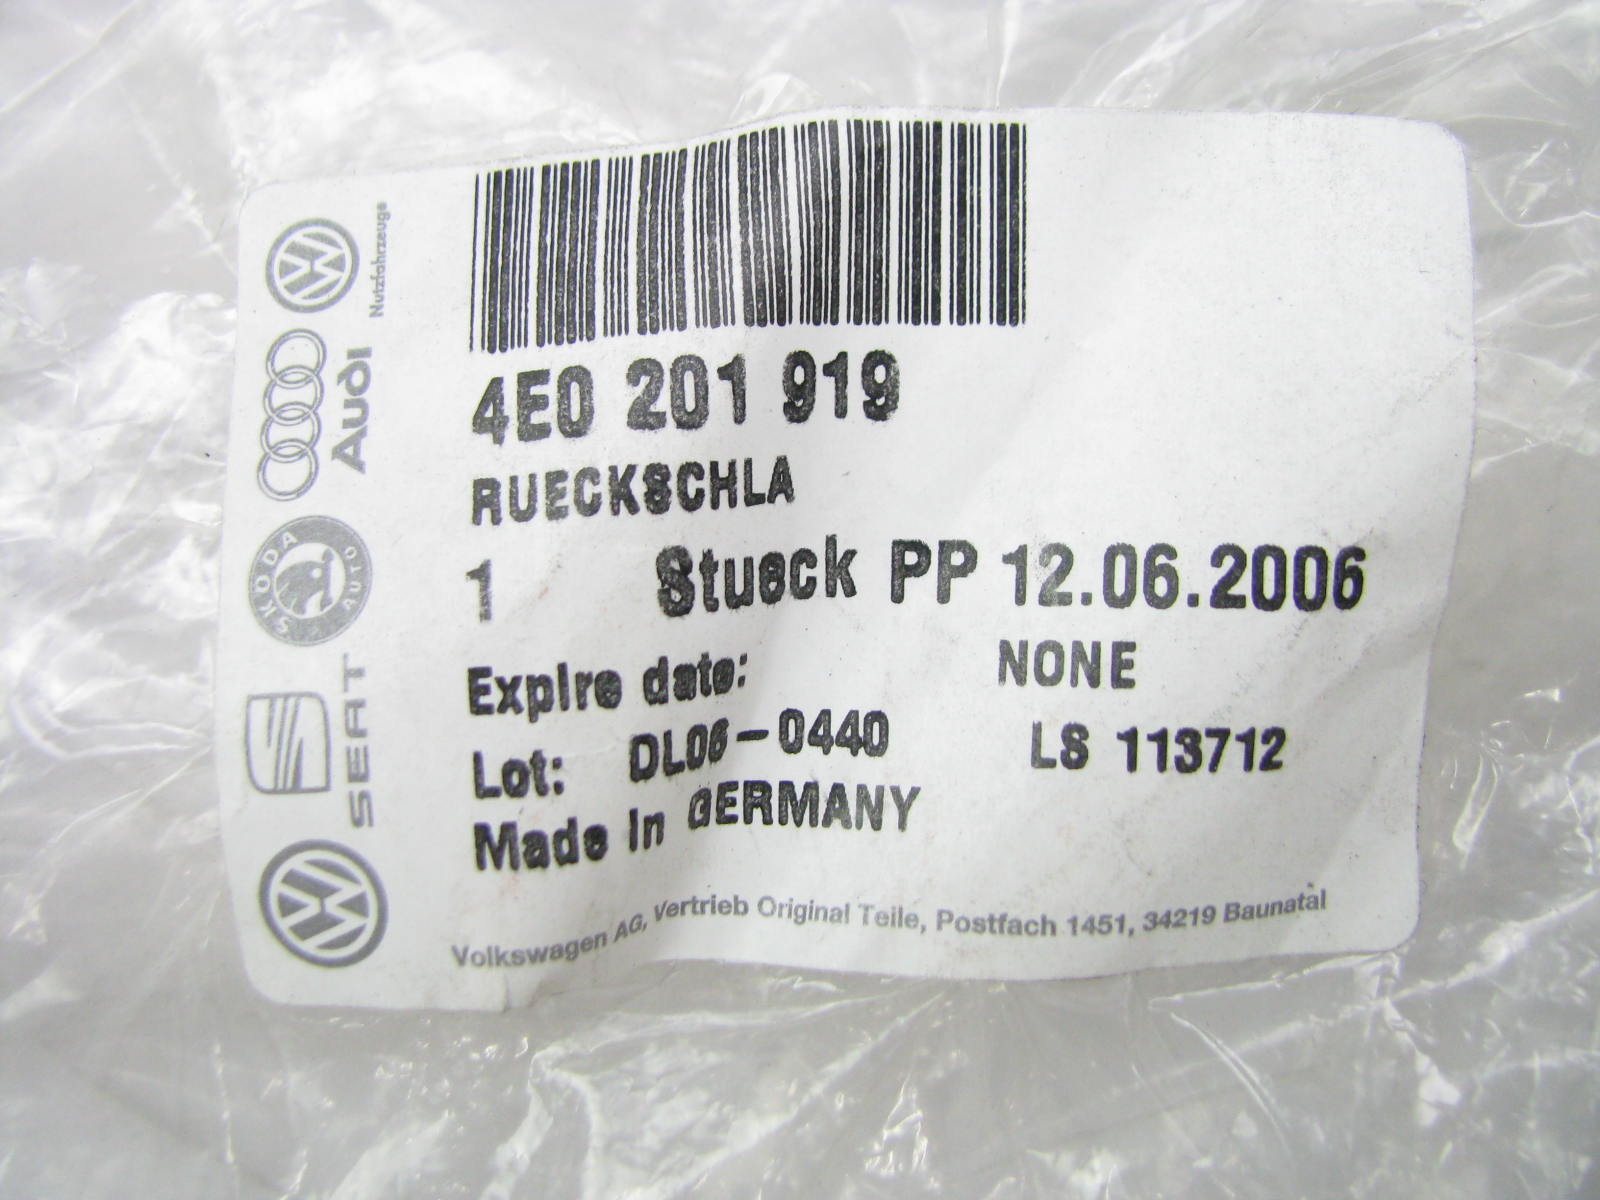 4E0 201 919
RUECKSCHLA
1 Stueck PP 12.06.2006
Expire date: NONE
Lot: DL06-0440 LS 113712
Made in GERMANY
Volkswagen AG, Vertrieb Original Teile, Postfach 1451, 34219 Baunatal
Nutzfahrzeuge
Audi
SKODA AUTO
SEAT